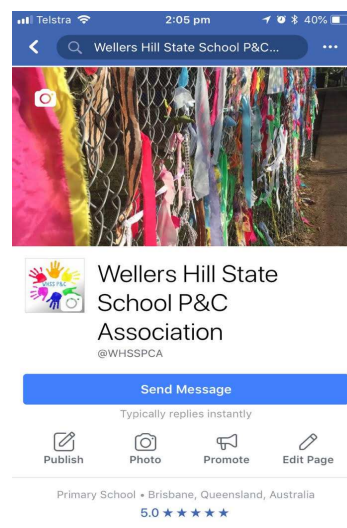 Telstra 2:05 pm 40%
Wellers Hill State School P&C...
WHSS P&C
Wellers Hill State
School P&C
Association
@WHSSPCA
Send Message
Typically replies instantly
Publish Photo Promote Edit Page
Primary School • Brisbane, Queensland, Australia
5.0 ★★★★★